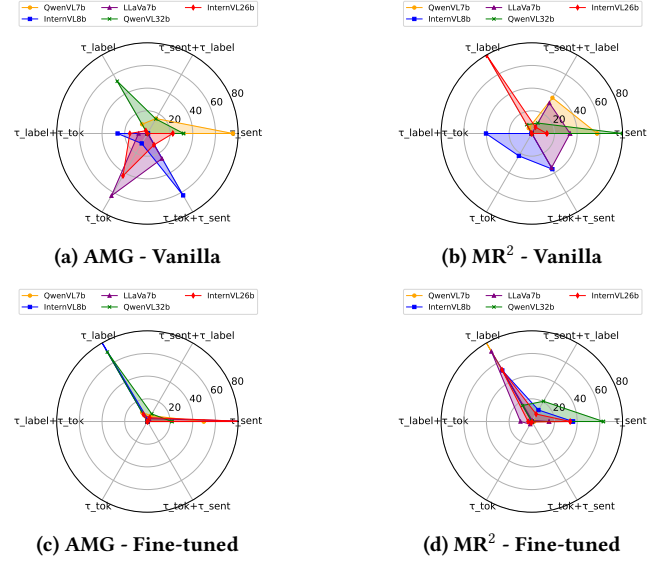 QwenVL7b LLaVa7b InternVL26b
InternVL8b QwenVL32b
τ_label τ_sent+τ_label
20 40 60 80
τ_label+τ_tok τ_sent
τ_tok τ_tok+τ_sent
(a) AMG - Vanilla
QwenVL7b LLaVa7b InternVL26b
InternVL8b QwenVL32b
τ_label τ_sent+τ_label
20 40 60 80
τ_label+τ_tok τ_sent
τ_tok τ_tok+τ_sent
(b) MR² - Vanilla
QwenVL7b LLaVa7b InternVL26b
InternVL8b QwenVL32b
τ_label τ_sent+τ_label
20 40 60 80
τ_label+τ_tok τ_sent
τ_tok τ_tok+τ_sent
(c) AMG - Fine-tuned
QwenVL7b LLaVa7b InternVL26b
InternVL8b QwenVL32b
τ_label τ_sent+τ_label
20 40 60 80
τ_label+τ_tok τ_sent
τ_tok τ_tok+τ_sent
(d) MR² - Fine-tuned